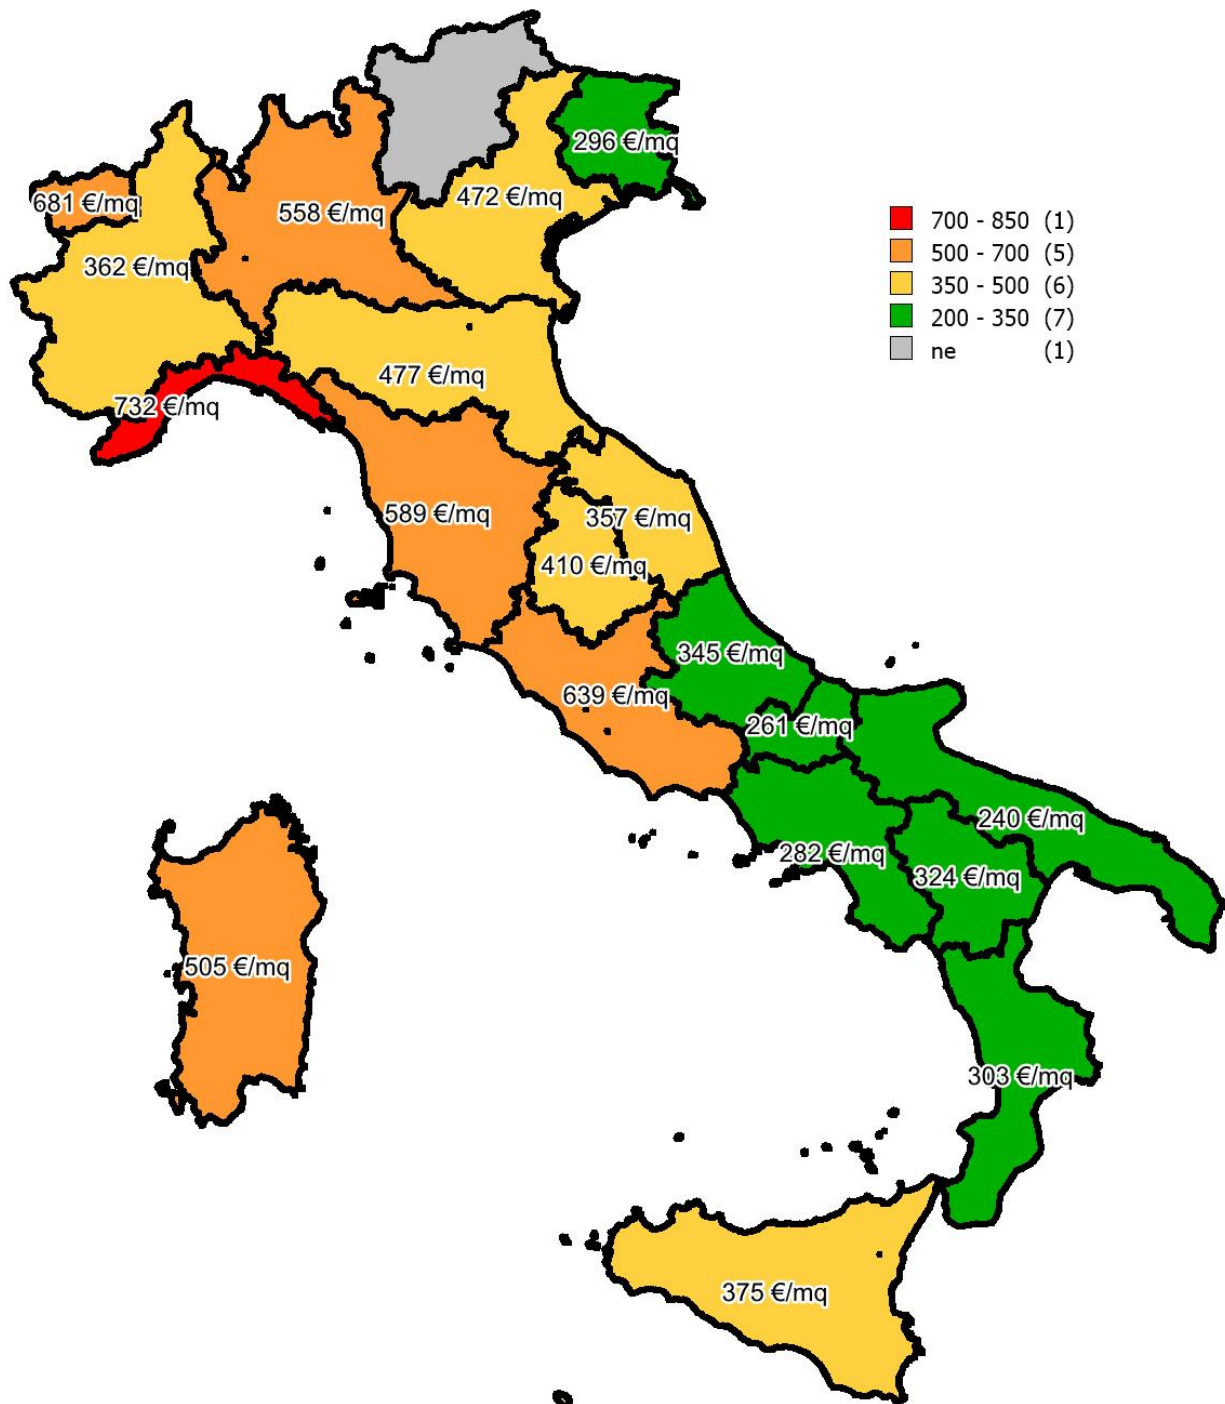 296 €/mq
472 €/mq
681 €/mq
558 €/mq
700 - 850 (1)
500 - 700 (5)
350 - 500 (6)
200 - 350 (7)
ne (1)
362 €/mq
477 €/mq
732 €/mq
589 €/mq
357 €/mq
410 €/mq
345 €/mq
639 €/mq
261 €/mq
240 €/mq
282 €/mq
324 €/mq
505 €/mq
303 €/mq
375 €/mq